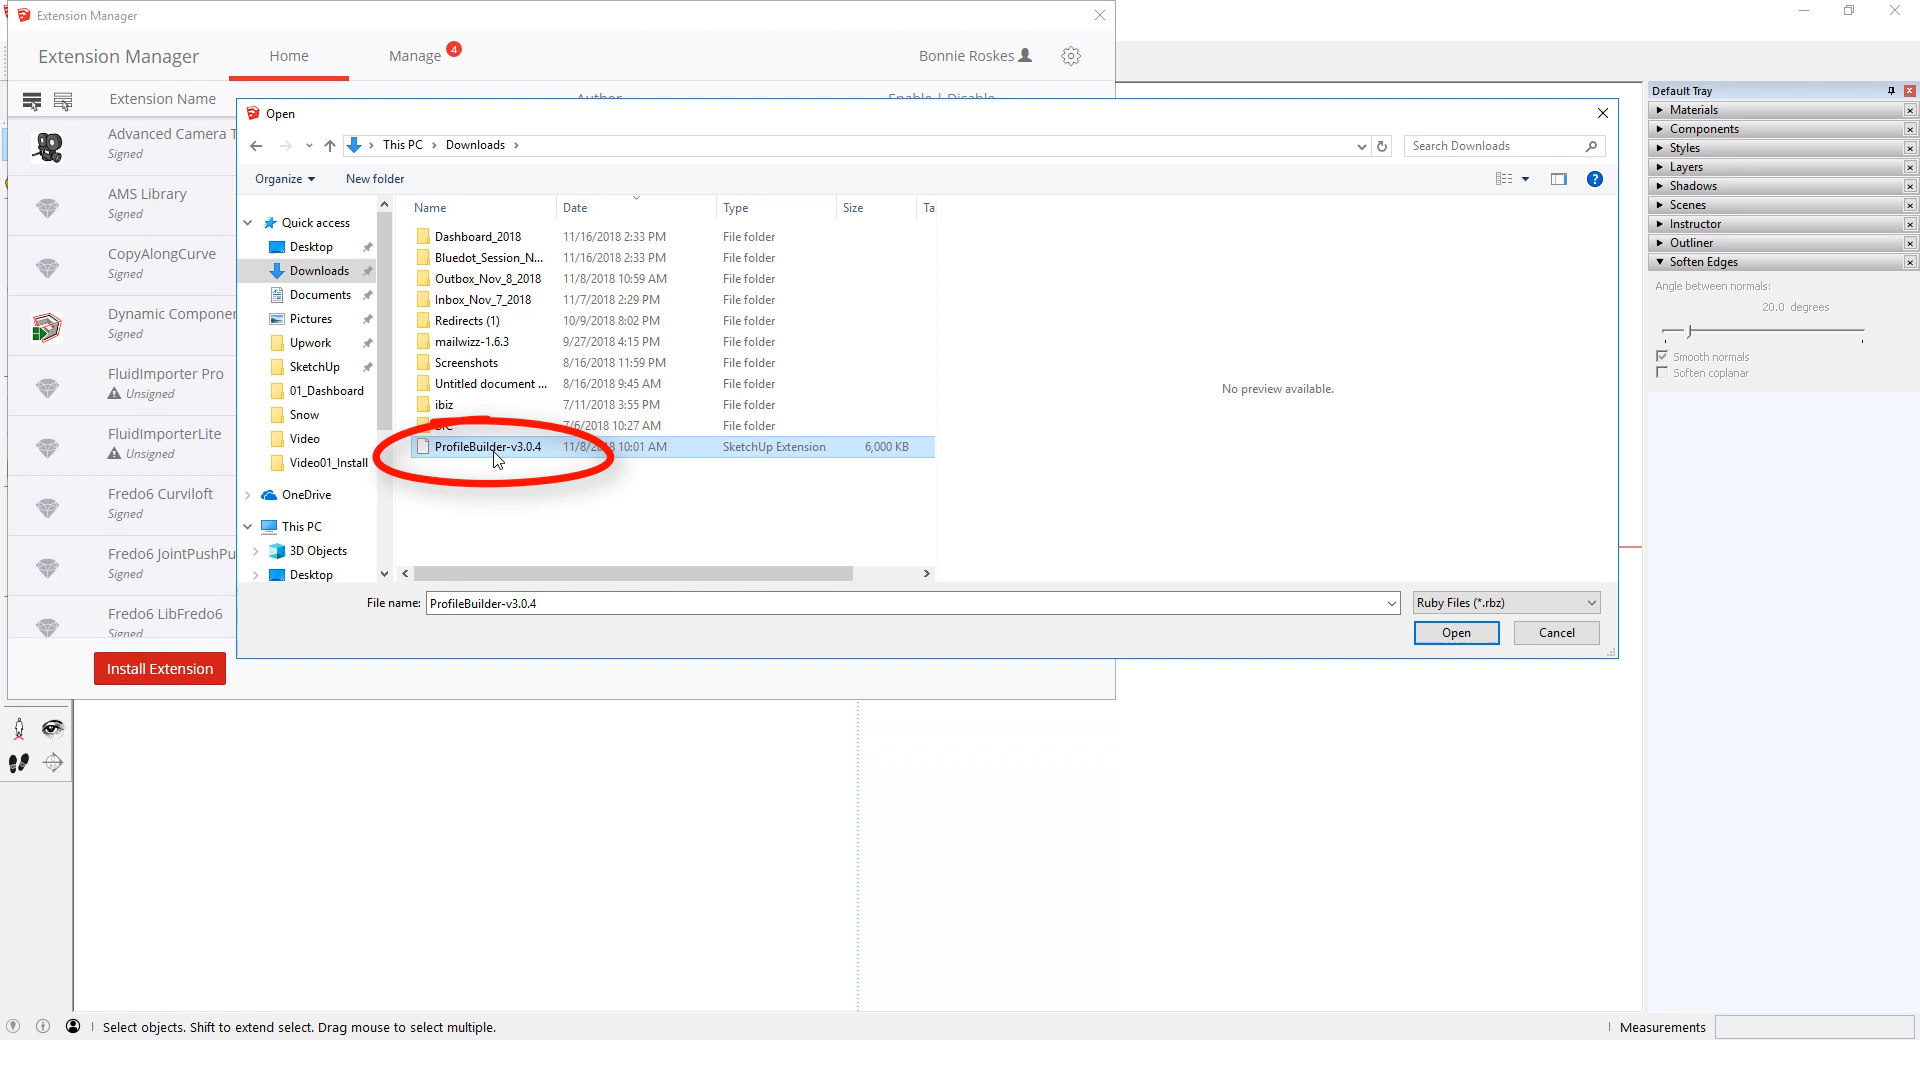 Extension Manager
Extension Manager
Home
Manage
4
Bonnie Roskes
Extension Name
Author
Enable | Disable
Advanced Camera T
Signed
AMS Library
Signed
CopyAlongCurve
Signed
Dynamic Componer
Signed
FluidImporter Pro
Unsigned
FluidImporterLite
Unsigned
Fredo6 Curviloft
Signed
Fredo6 JointPushPu
Signed
Fredo6 LibFredo6
Signed
Install Extension
Open
This PC
Downloads
Search Downloads
Organize
New folder
?
Quick access
Desktop
Downloads
Documents
Pictures
Upwork
SketchUp
01_Dashboard
Snow
Video
Video01_Install
OneDrive
This PC
3D Objects
Desktop
Name Date Type Size Ta
Dashboard_2018 11/16/2018 2:33 PM File folder
Bluedot_Session_N... 11/16/2018 2:33 PM File folder
Outbox_Nov_8_2018 11/8/2018 10:59 AM File folder
Inbox_Nov_7_2018 11/7/2018 2:29 PM File folder
Redirects (1) 10/9/2018 8:02 PM File folder
mailwizz-1.6.3 9/27/2018 4:15 PM File folder
Screenshots 8/16/2018 11:59 PM File folder
Untitled document ... 8/16/2018 9:45 AM File folder
ibiz 7/11/2018 3:55 PM File folder
7/6/2018 10:27 AM File folder
ProfileBuilder-v3.0.4 11/8/2018 10:01 AM SketchUp Extension 6,000 KB
No preview available.
File name: ProfileBuilder-v3.0.4
Ruby Files (*.rbz)
Open
Cancel
Default Tray
Materials
Components
Styles
Layers
Shadows
Scenes
Instructor
Outliner
Soften Edges
Angle between normals:
20.0 degrees
Smooth normals
Soften coplanar
Select objects. Shift to extend select. Drag mouse to select multiple.
Measurements